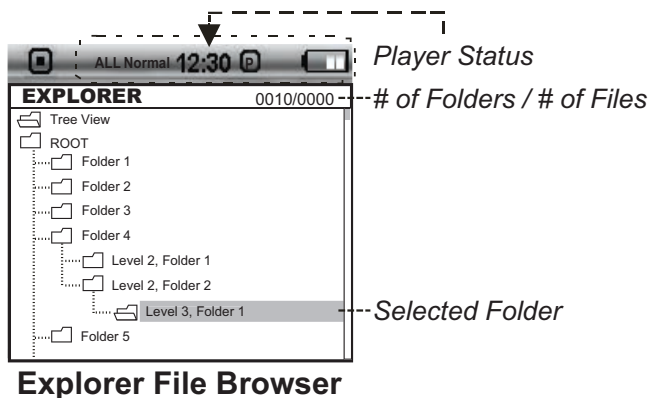 ALL Normal 12:30 P
Player Status
EXPLORER 0010/0000
# of Folders / # of Files
Tree View
ROOT
Folder 1
Folder 2
Folder 3
Folder 4
Level 2, Folder 1
Level 2, Folder 2
Level 3, Folder 1
Selected Folder
Folder 5
Explorer File Browser